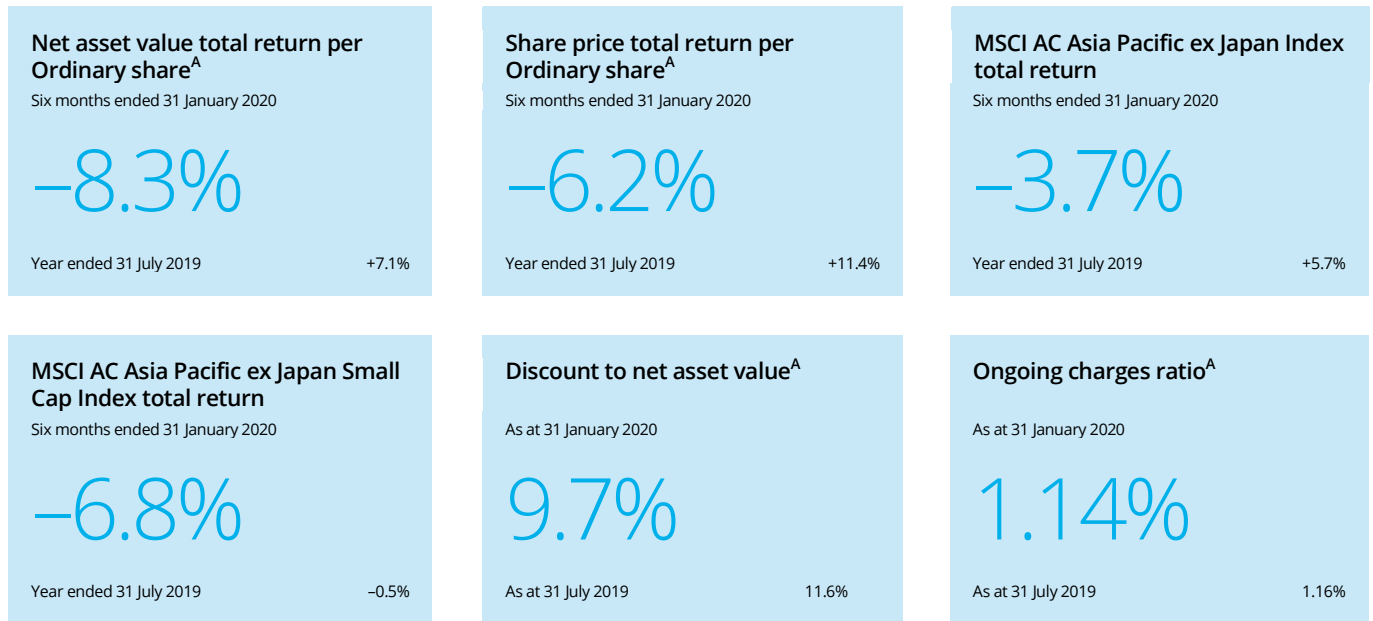 Net asset value total return per
Ordinary shareA
Six months ended 31 January 2020
–8.3%
Year ended 31 July 2019 +7.1%
Share price total return per
Ordinary shareA
Six months ended 31 January 2020
–6.2%
Year ended 31 July 2019 +11.4%
MSCI AC Asia Pacific ex Japan Index
total return
Six months ended 31 January 2020
–3.7%
Year ended 31 July 2019 +5.7%
MSCI AC Asia Pacific ex Japan Small
Cap Index total return
Six months ended 31 January 2020
–6.8%
Year ended 31 July 2019 –0.5%
Discount to net asset valueA
As at 31 January 2020
9.7%
As at 31 July 2019 11.6%
Ongoing charges ratioA
As at 31 January 2020
1.14%
As at 31 July 2019 1.16%